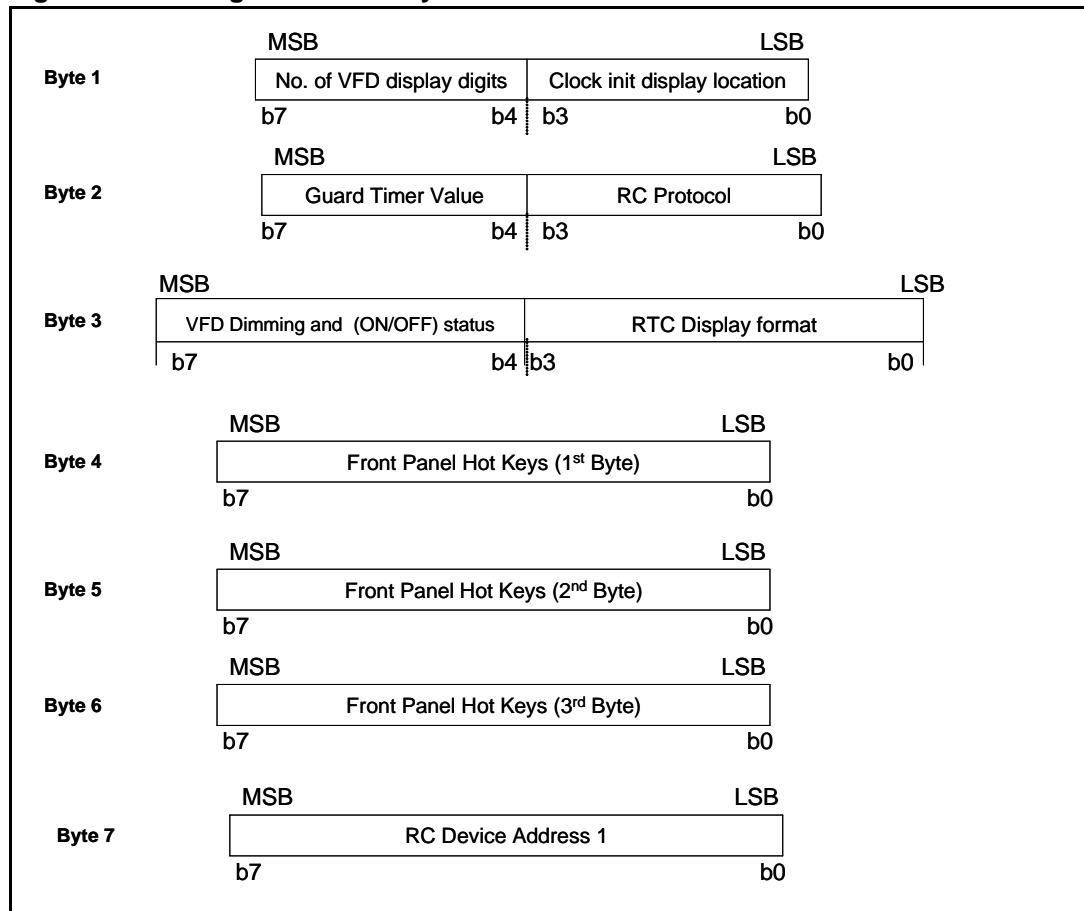 MSB LSB
Byte 1 No. of VFD display digits Clock init display location
b7 b4 b3 b0
MSB LSB
Byte 2 Guard Timer Value RC Protocol
b7 b4 b3 b0
MSB LSB
Byte 3 VFD Dimming and (ON/OFF) status RTC Display format
b7 b4 b3 b0
MSB LSB
Byte 4 Front Panel Hot Keys (1st Byte)
b7 b0
MSB LSB
Byte 5 Front Panel Hot Keys (2nd Byte)
b7 b0
MSB LSB
Byte 6 Front Panel Hot Keys (3rd Byte)
b7 b0
MSB LSB
Byte 7 RC Device Address 1
b7 b0